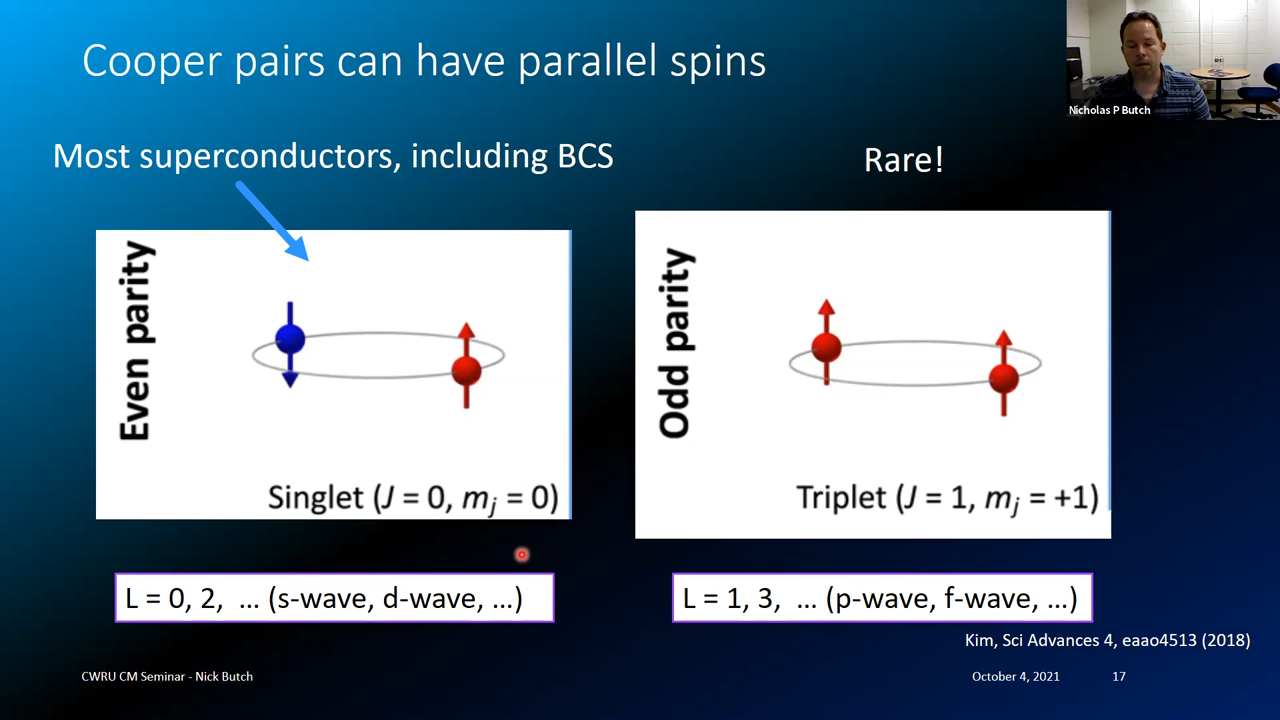 Cooper pairs can have parallel spins
Nicholas P Butch
Most superconductors, including BCS
Rare!
Even parity
Singlet (J = 0, mj = 0)
Odd parity
Triplet (J = 1, mj = +1)
L = 0, 2, ... (s-wave, d-wave, ...)
L = 1, 3, ... (p-wave, f-wave, ...)
Kim, Sci Advances 4, eaao4513 (2018)
CWRU CM Seminar - Nick Butch
October 4, 2021
17